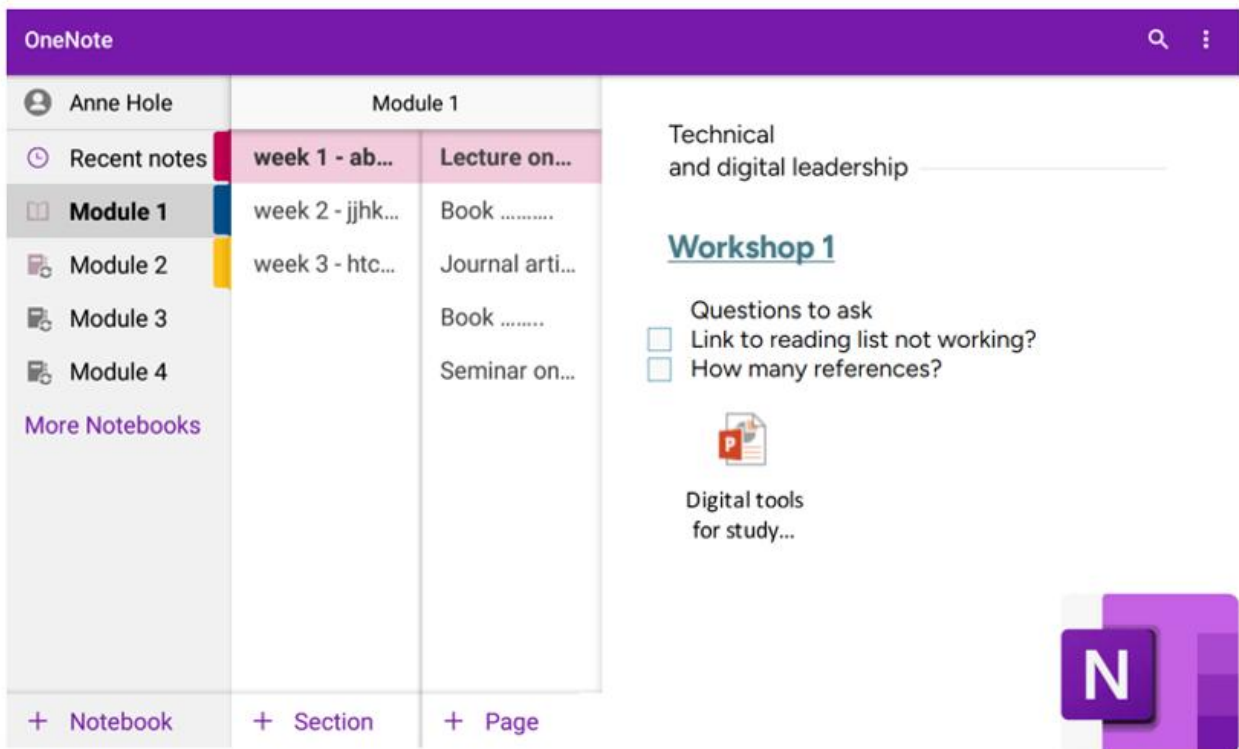 OneNote
Anne Hole
Recent notes
Module 1
Module 2
Module 3
Module 4
More Notebooks
+ Notebook
Module 1
week 1 - ab...
week 2 - jjhk...
week 3 - htc...
+ Section
Lecture on...
Book ..........
Journal arti...
Book ........
Seminar on...
+ Page
Technical
and digital leadership
Workshop 1
Questions to ask
Link to reading list not working?
How many references?
P
Digital tools
for study...
N